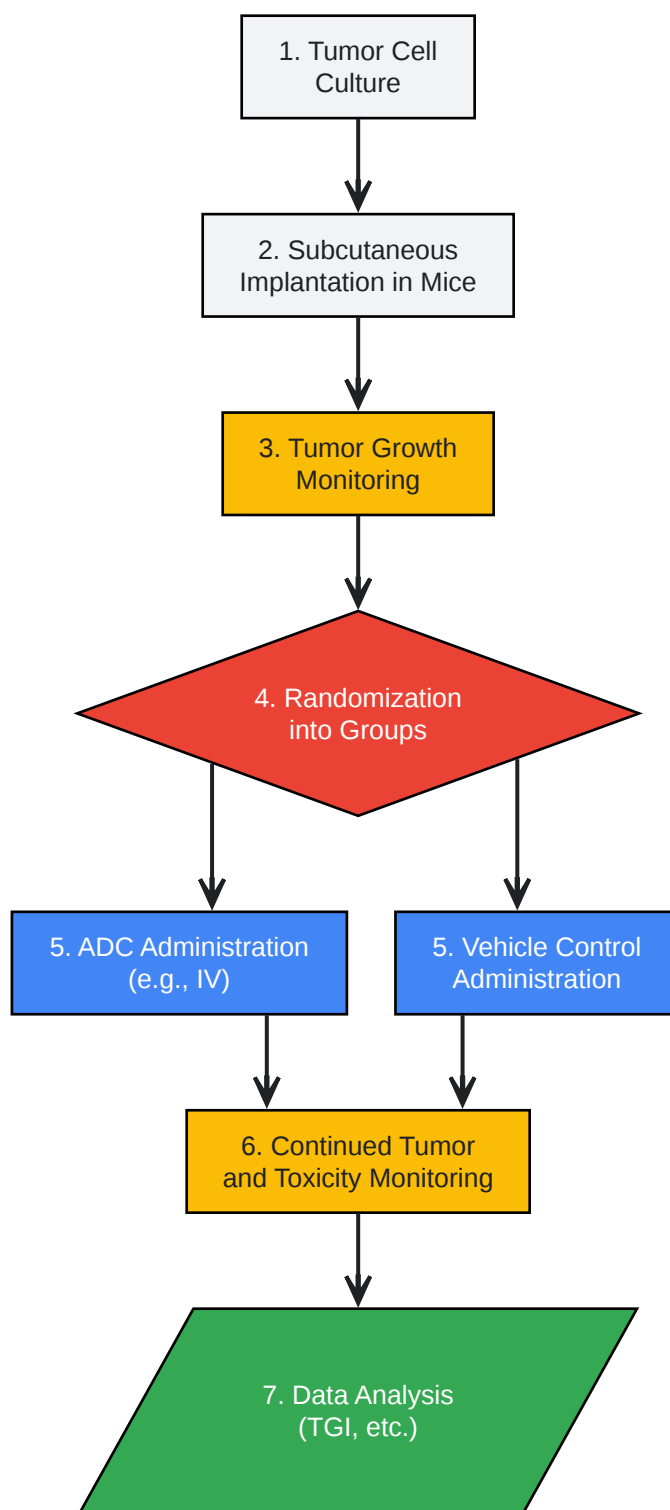 1. Tumor Cell
Culture
2. Subcutaneous
Implantation in Mice
3. Tumor Growth
Monitoring
4. Randomization
into Groups
5. ADC Administration
(e.g., IV)
5. Vehicle Control
Administration
6. Continued Tumor
and Toxicity Monitoring
7. Data Analysis
(TGI, etc.)